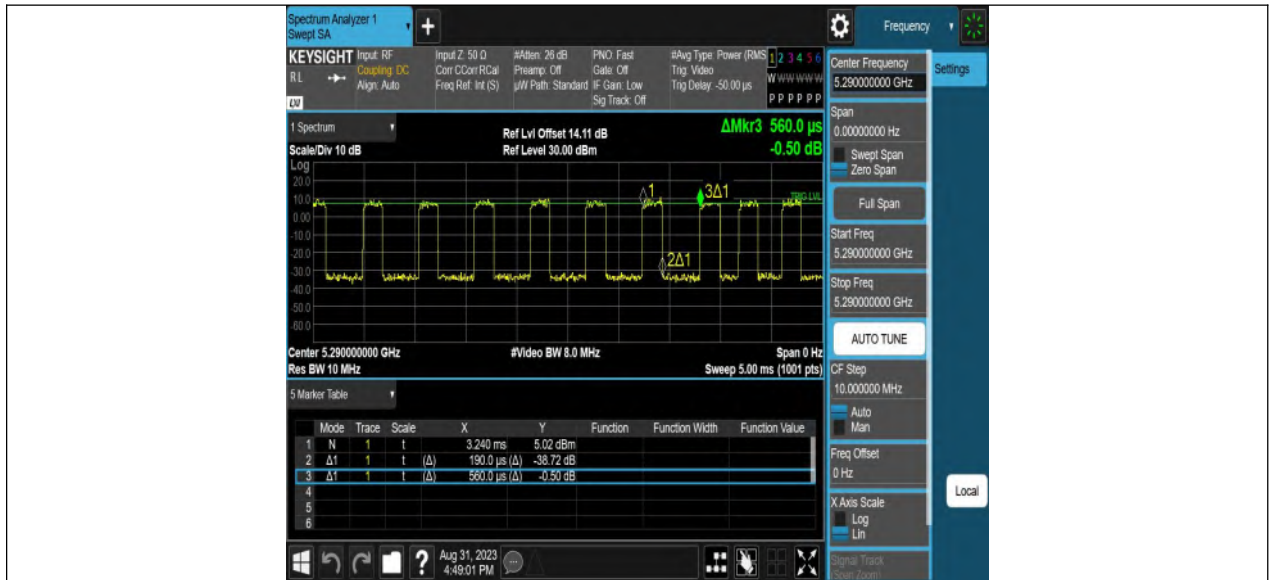 Spectrum Analyzer 1
Swept SA
+
Frequency
KEYSIGHT
RL
LXI
Input: RF
Coupling: DC
Align: Auto
Input Z: 50 Ω
Corr CCorr RCal
Freq Ref: Int (S)
#Atten: 26 dB
Preamp: Off
µW Path: Standard
PNO: Fast
Gate: Off
IF Gain: Low
Sig Track: Off
#Avg Type: Power (RMS
Trig: Video
Trig Delay: -50.00 µs
1 2 3 4 5 6
W W W W W W
P P P P P P
Center Frequency
5.290000000 GHz
Settings
1 Spectrum
Scale/Div 10 dB
Log
Ref Lvl Offset 14.11 dB
Ref Level 30.00 dBm
ΔMkr3 560.0 µs
-0.50 dB
20.0
10.0
0.00
-10.0
-20.0
-30.0
-40.0
-50.0
-60.0
1
3Δ1
TRIG LVL
2Δ1
Center 5.290000000 GHz
#Video BW 8.0 MHz
Span 0 Hz
Res BW 10 MHz
Sweep 5.00 ms (1001 pts)
Span
0.00000000 Hz
Swept Span
Zero Span
Full Span
Start Freq
5.290000000 GHz
Stop Freq
5.290000000 GHz
AUTO TUNE
CF Step
10.000000 MHz
Auto
Man
Freq Offset
0 Hz
X Axis Scale
Log
Lin
Signal Track
(Span Zoom)
Local
5 Marker Table
Mode Trace Scale X Y Function Function Width Function Value
1 N 1 t 3.240 ms 5.02 dBm
2 Δ1 1 t (Δ) 190.0 µs (Δ) -38.72 dB
3 Δ1 1 t (Δ) 560.0 µs (Δ) -0.50 dB
4
5
6
?
Aug 31, 2023
4:49:01 PM